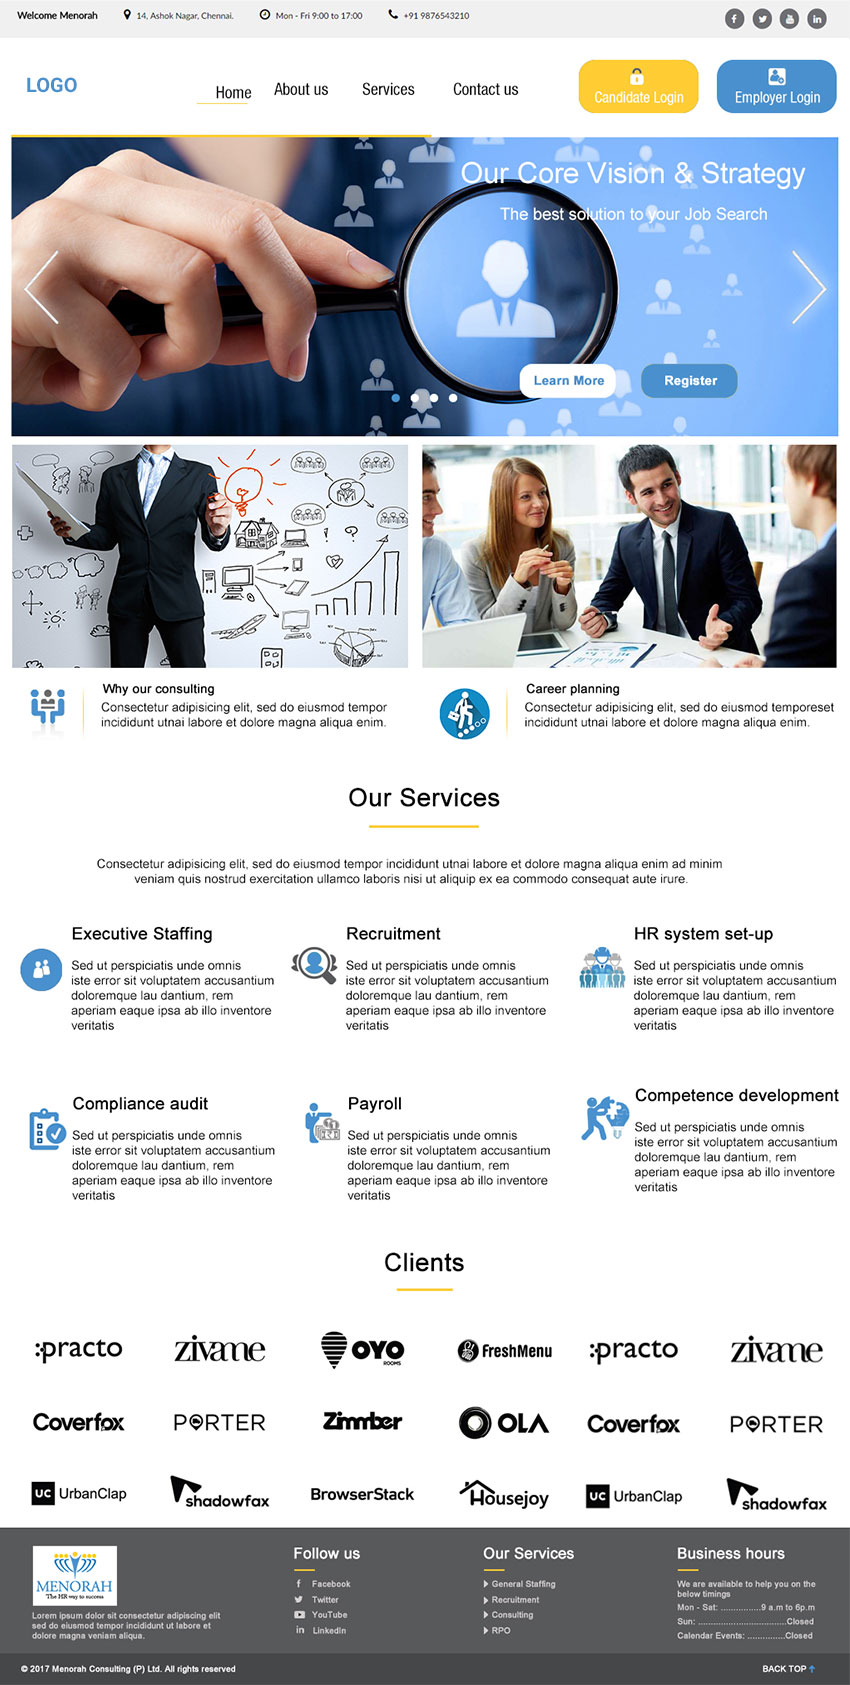 Welcome Menorah
14, Ashok Nagar, Chennai.
Mon - Fri 9:00 to 17:00
+91 9876543210
LOGO
Home
About us
Services
Contact us
Candidate Login
Employer Login
Our Core Vision & Strategy
The best solution to your Job Search
Learn More
Register
Why our consulting
Consectetur adipisicing elit, sed do eiusmod tempor
incididunt utnai labore et dolore magna aliqua enim.
Career planning
Consectetur adipisicing elit, sed do eiusmod temporeset
incididunt utnai labore et dolore magna aliqua enim.
Our Services
Consectetur adipisicing elit, sed do eiusmod tempor incididunt utnai labore et dolore magna aliqua enim ad minim
veniam quis nostrud exercitation ullamco laboris nisi ut aliquip ex ea commodo consequat aute irure.
Executive Staffing
Sed ut perspiciatis unde omnis
iste error sit voluptatem accusantium
doloremque lau dantium, rem
aperiam eaque ipsa ab illo inventore
veritatis
Recruitment
Sed ut perspiciatis unde omnis
iste error sit voluptatem accusantium
doloremque lau dantium, rem
aperiam eaque ipsa ab illo inventore
veritatis
HR system set-up
Sed ut perspiciatis unde omnis
iste error sit voluptatem accusantium
doloremque lau dantium, rem
aperiam eaque ipsa ab illo inventore
veritatis
Compliance audit
Sed ut perspiciatis unde omnis
iste error sit voluptatem accusantium
doloremque lau dantium, rem
aperiam eaque ipsa ab illo inventore
veritatis
Payroll
Sed ut perspiciatis unde omnis
iste error sit voluptatem accusantium
doloremque lau dantium, rem
aperiam eaque ipsa ab illo inventore
veritatis
Competence development
Sed ut perspiciatis unde omnis
iste error sit voluptatem accusantium
doloremque lau dantium, rem
aperiam eaque ipsa ab illo inventore
veritatis
Clients
:practo
zivame
OYO
ROOMS
FreshMenu
:practo
zivame
Coverfox
PORTER
Zimmber
OLA
Coverfox
PORTER
UC UrbanClap
shadowfax
BrowserStack
Housejoy
UC UrbanClap
shadowfax
MENORAH
The HR way to success
Lorem ipsum dolor sit consectetur adipiscing elit
sed do eiusmod tempor incididunt ut labore et
dolore magna veniam aliqua.
Follow us
Facebook
Twitter
YouTube
LinkedIn
Our Services
General Staffing
Recruitment
Consulting
RPO
Business hours
We are available to help you on the
below timings
Mon - Sat: ...............9 a.m to 6p.m
Sun: .................................Closed
Calendar Events: ..............Closed
© 2017 Menorah Consulting (P) Ltd. All rights reserved
BACK TOP